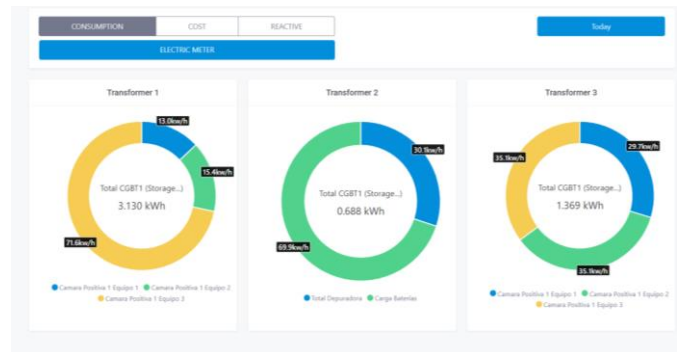 CONSUMPTION
COST
REACTIVE
Today
ELECTRIC METER
Transformer 1
Transformer 2
Transformer 3
13.0kw/h
15.4kw/h
71.6kw/h
Total CGBT1 (Storage...)
3.130 kWh
Camara Positiva 1 Equipo 1
Camara Positiva 1 Equipo 2
Camara Positiva 1 Equipo 3
30.1kw/h
69.9kw/h
Total CGBT1 (Storage...)
0.688 kWh
Total Depuradora
Carga Baterias
29.7kw/h
35.1kw/h
35.1kw/h
Total CGBT1 (Storage...)
1.369 kWh
Camara Positiva 1 Equipo 1
Camara Positiva 1 Equipo 2
Camara Positiva 1 Equipo 3